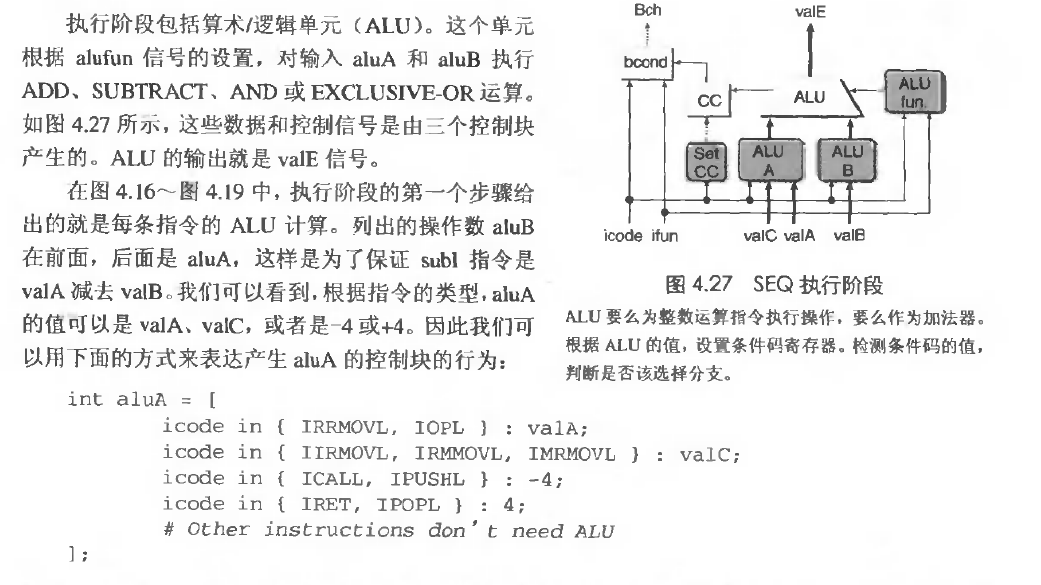 执行阶段包括算术/逻辑单元（ALU）。这个单元
根据 alufun 信号的设置，对输入 aluA 和 aluB 执行
ADD、SUBTRACT、AND 或 EXCLUSIVE-OR 运算。
如图 4.27 所示，这些数据和控制信号是由三个控制块
产生的。ALU 的输出就是 valE 信号。
在图 4.16～图 4.19 中，执行阶段的第一个步骤给
出的就是每条指令的 ALU 计算。列出的操作数 aluB
在前面，后面是 aluA，这样是为了保证 subl 指令是
valA 减去 valB。我们可以看到，根据指令的类型，aluA
的值可以是 valA、valC，或者是-4 或+4。因此我们可
以用下面的方式来表达产生 aluA 的控制块的行为：
Bch valE
bcond
CC ALU ALU
fun.
Set
CC ALU
A ALU
B
icode ifun valC valA valB
图 4.27 SEQ 执行阶段
ALU 要么为整数运算指令执行操作，要么作为加法器。
根据 ALU 的值，设置条件码寄存器。检测条件码的值，
判断是否该选择分支。
int aluA = [
icode in { IRRMOVL, IOPL } : valA;
icode in { IIRMOVL, IRMMOVL, IMRMOVL } : valC;
icode in { ICALL, IPUSHL } : -4;
icode in { IRET, IPOPL } : 4;
# Other instructions don't need ALU
];